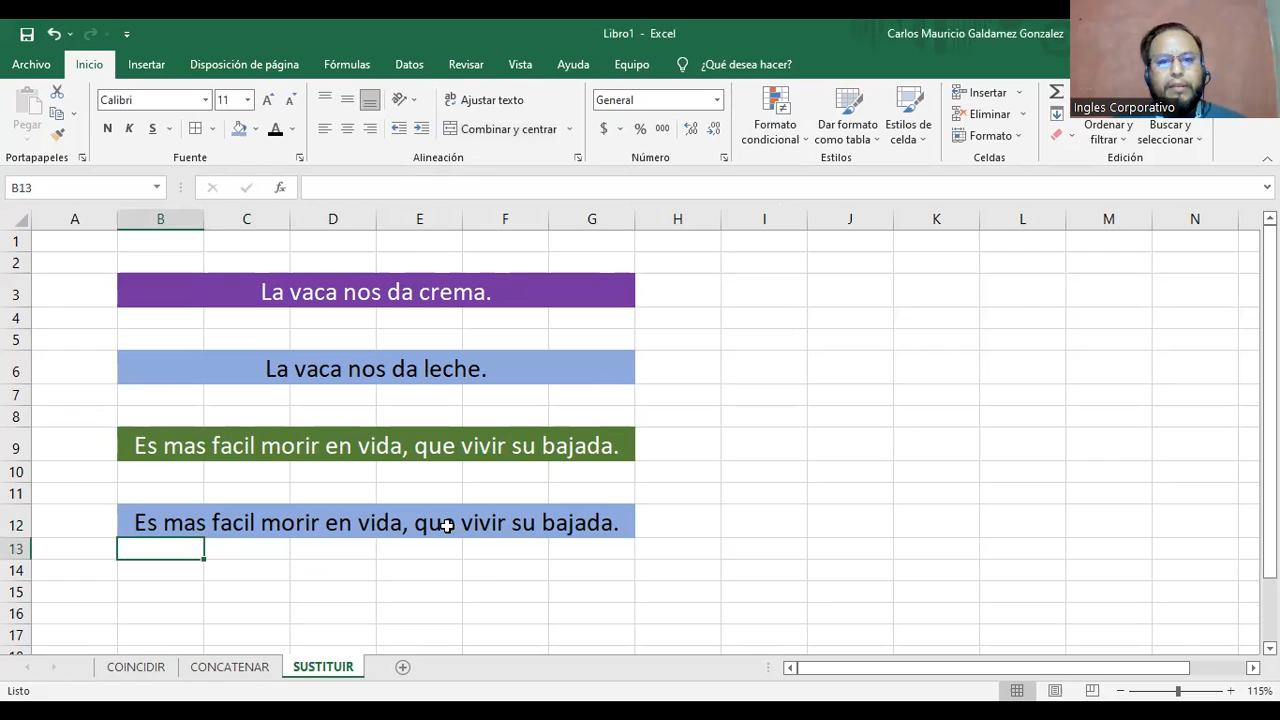 Libro1 - Excel
Carlos Mauricio Galdamez Gonzalez
Archivo Inicio Insertar Disposición de página Fórmulas Datos Revisar Vista Ayuda Equipo ¿Qué desea hacer?
Ingles Corporativo
Pegar
Calibri 11
N K S
Ajustar texto
Combinar y centrar
General
$ % 000
Formato condicional
Dar formato como tabla
Estilos de celda
Insertar
Eliminar
Formato
Ordenar y filtrar
Buscar y seleccionar
Portapapeles Fuente Alineación Número Estilos Celdas Edición
B13 fx
A B C D E F G H I J K L M N
1
2
3 La vaca nos da crema.
4
5
6 La vaca nos da leche.
7
8
9 Es mas facil morir en vida, que vivir su bajada.
10
11
12 Es mas facil morir en vida, que vivir su bajada.
13
14
15
16
17
COINCIDIR CONCATENAR SUSTITUIR
Listo 115%